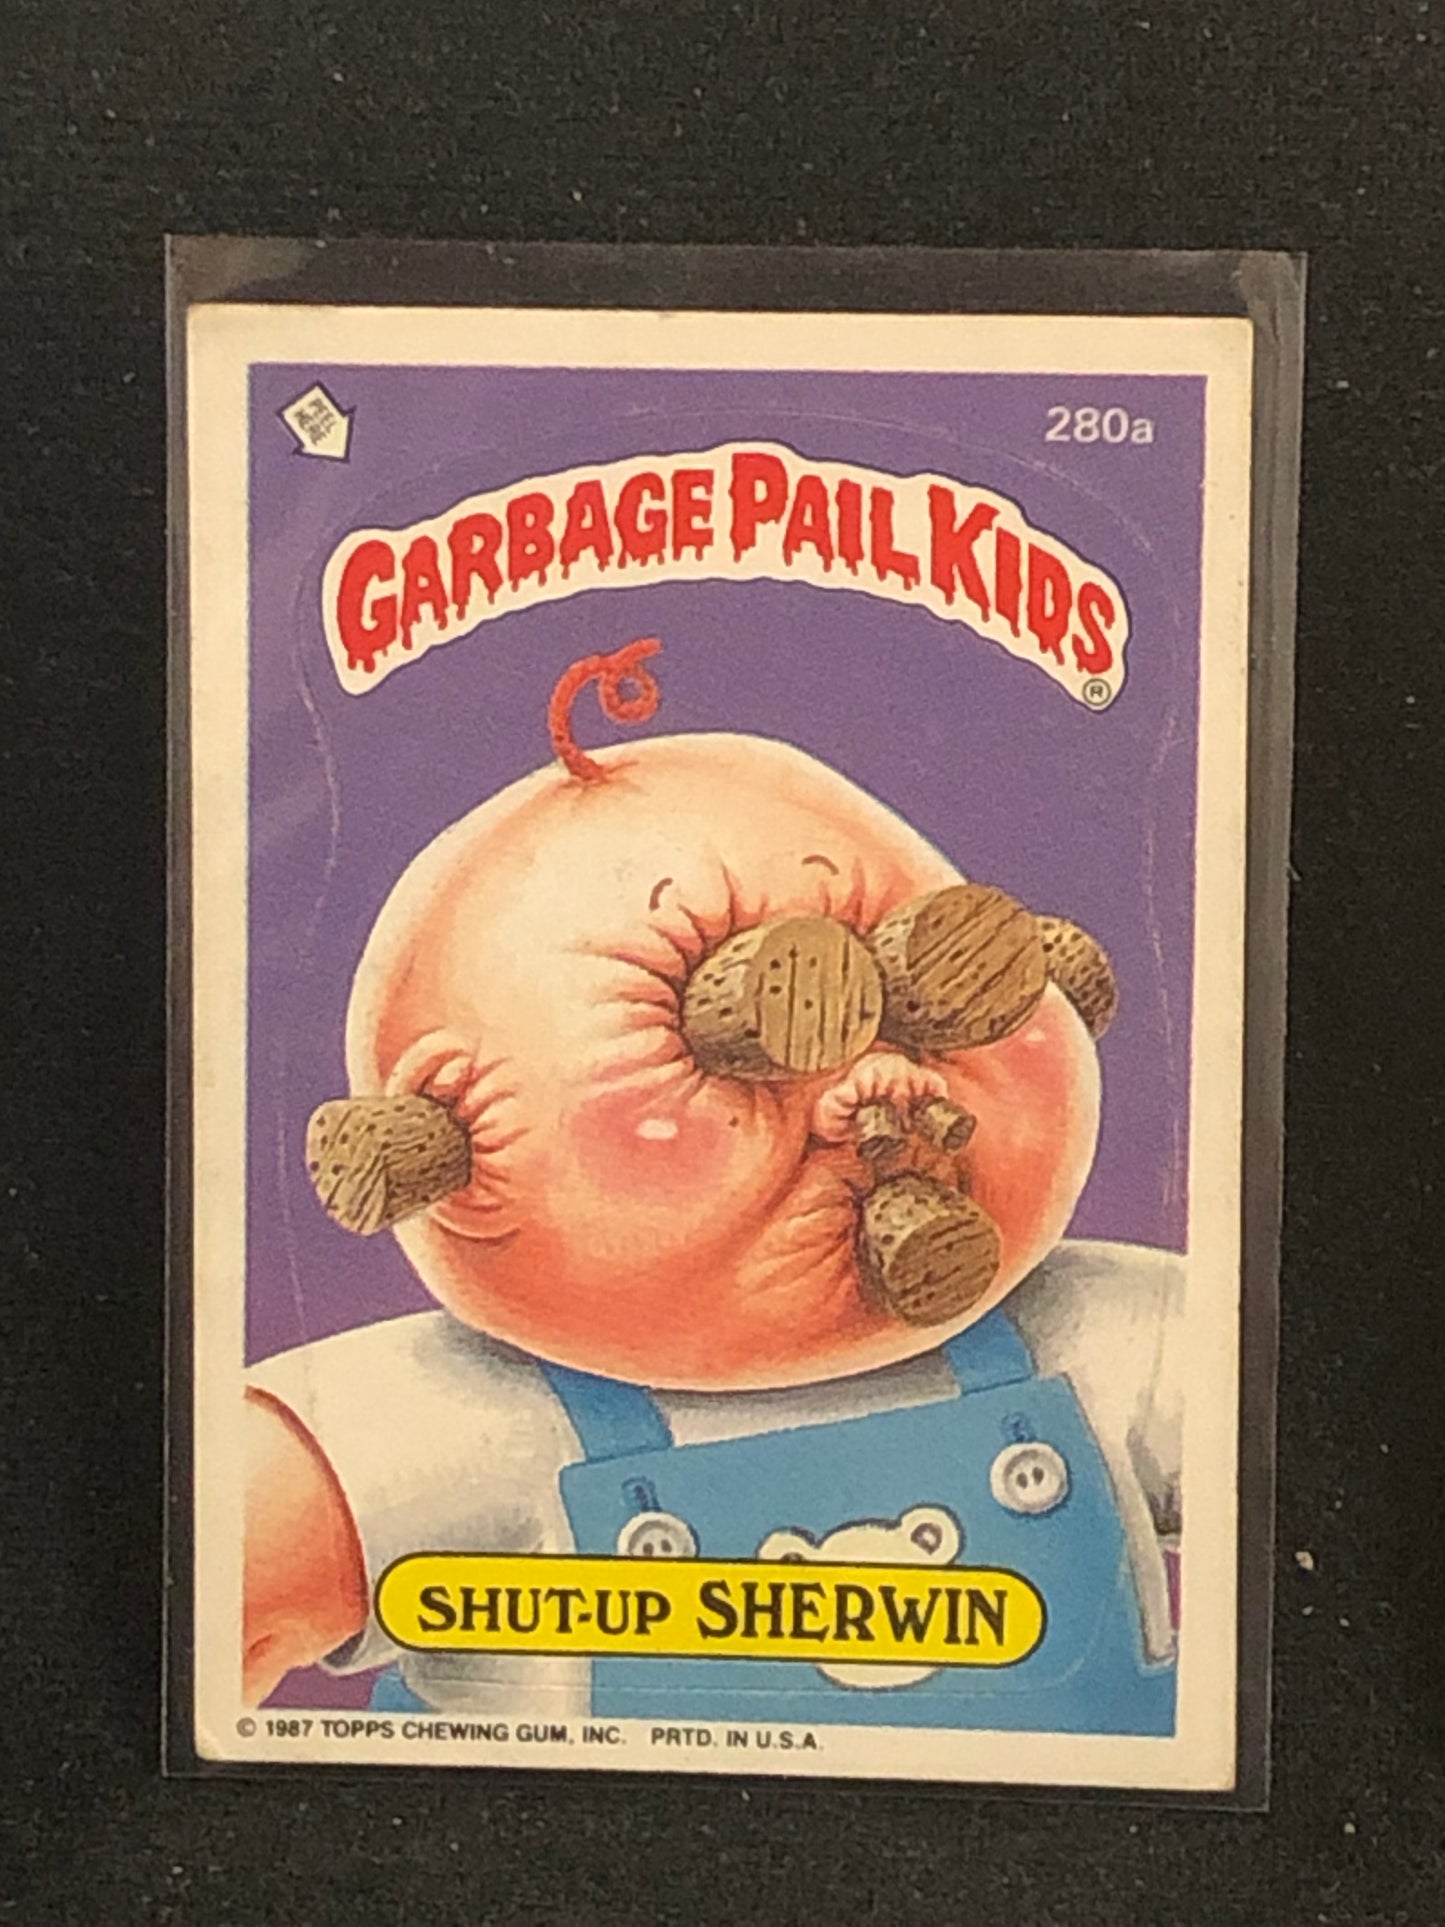 280a
GARBAGE PAIL KIDS
®
SHUT-UP SHERWIN
© 1987 TOPPS CHEWING GUM, INC. PRTD. IN U.S.A.